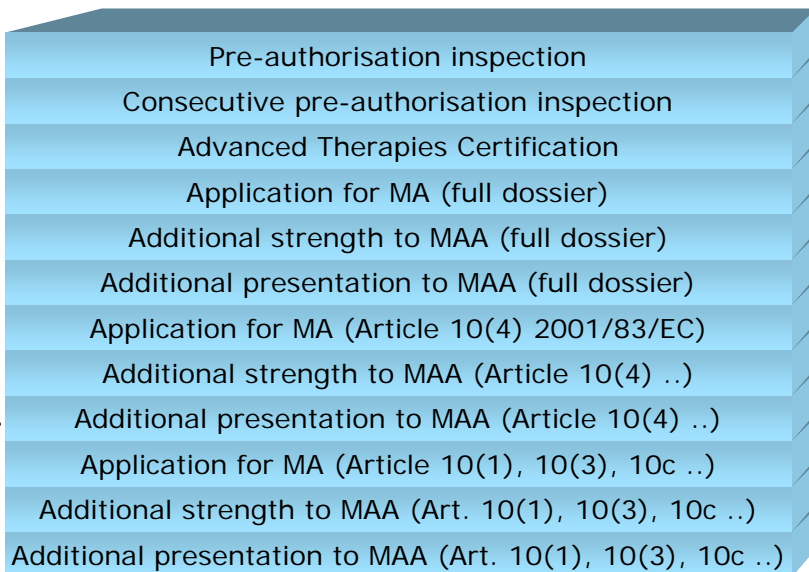 Pre-authorisation inspection
Consecutive pre-authorisation inspection
Advanced Therapies Certification
Application for MA (full dossier)
Additional strength to MAA (full dossier)
Additional presentation to MAA (full dossier)
Application for MA (Article 10(4) 2001/83/EC)
Additional strength to MAA (Article 10(4) ..)
Additional presentation to MAA (Article 10(4) ..)
Application for MA (Article 10(1), 10(3), 10c ..)
Additional strength to MAA (Art. 10(1), 10(3), 10c ..)
Additional presentation to MAA (Art. 10(1), 10(3), 10c ..)